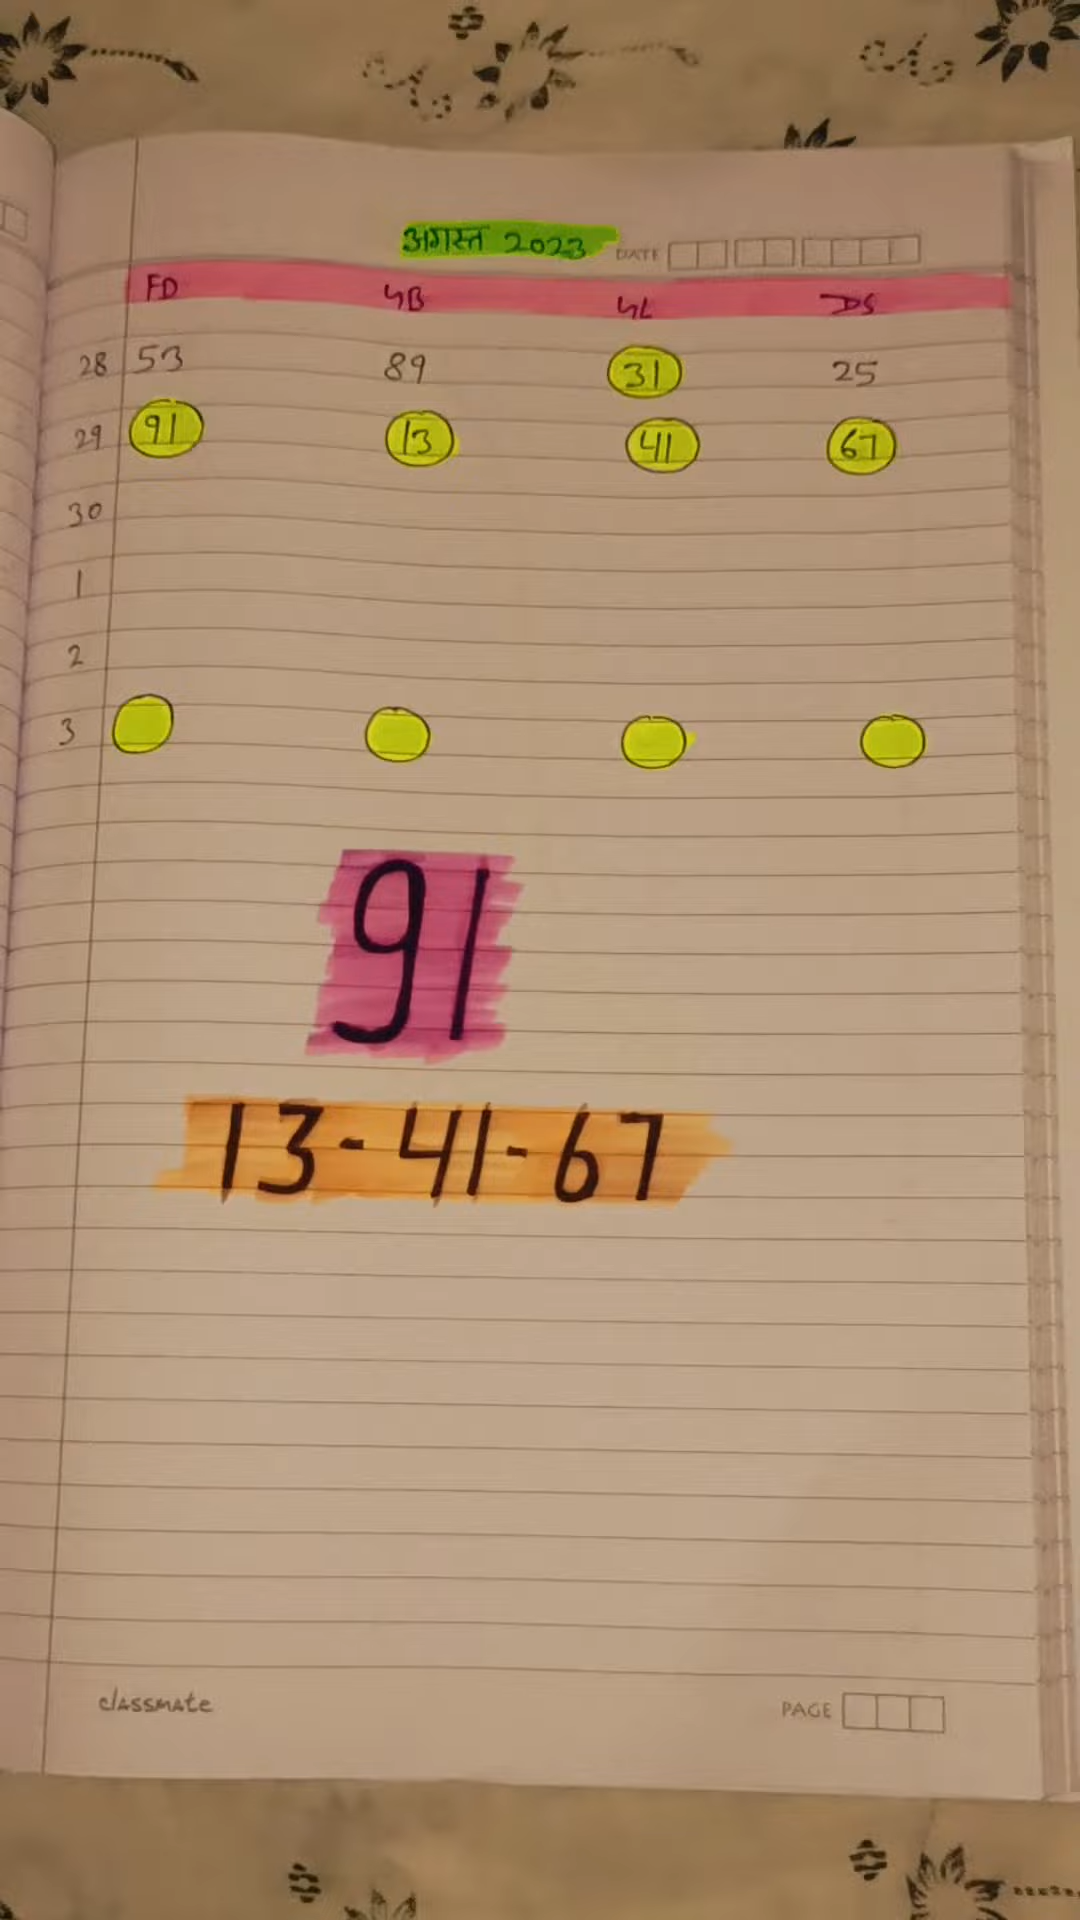 अगस्त 2023 DATE
FD GB GL DS
28 53 89 31 25
29 91 13 41 67
30
1
2
3
91
13-41-67
classmate PAGE